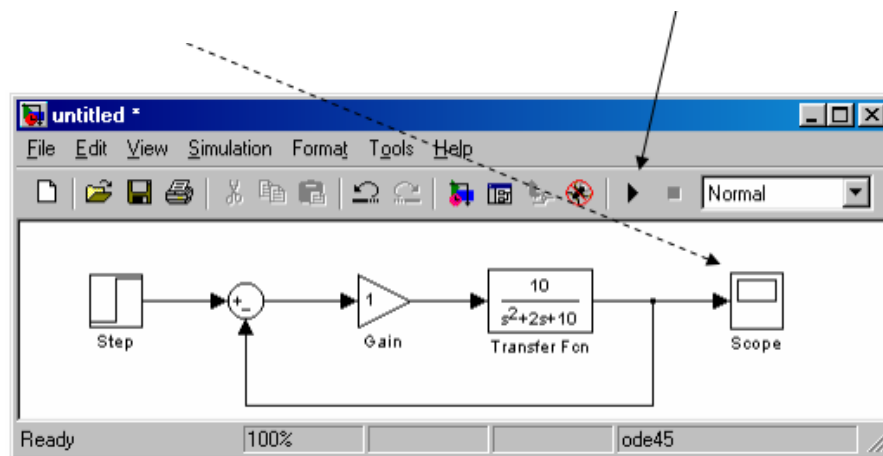 untitled *
File Edit View Simulation Format Tools Help
Normal
+
-
1
10
s²+2s+10
Step
Gain
Transfer Fcn
Scope
Ready 100% ode45